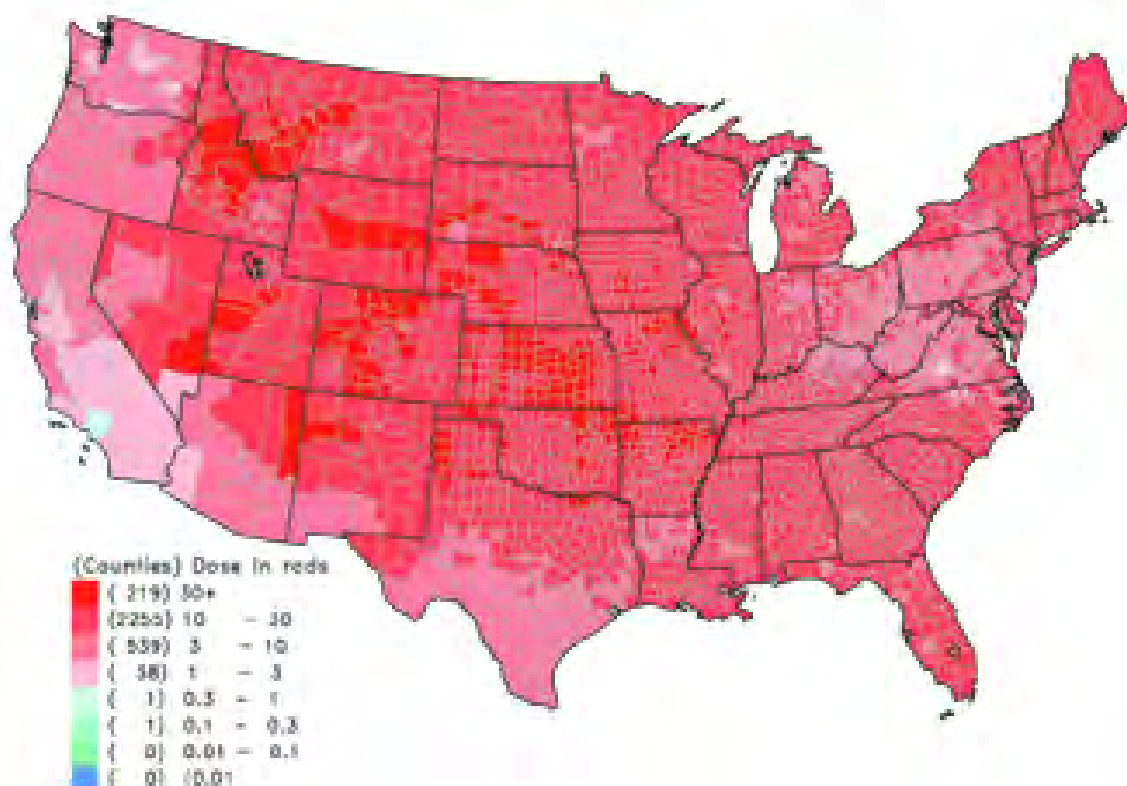 (Counties) Dose in rads
( 219) 30+
(2255) 10 - 30
( 539) 3 - 10
( 38) 1 - 3
( 1) 0.3 - 1
( 1) 0.1 - 0.3
( 0) 0.01 - 0.1
( 0) <0.01